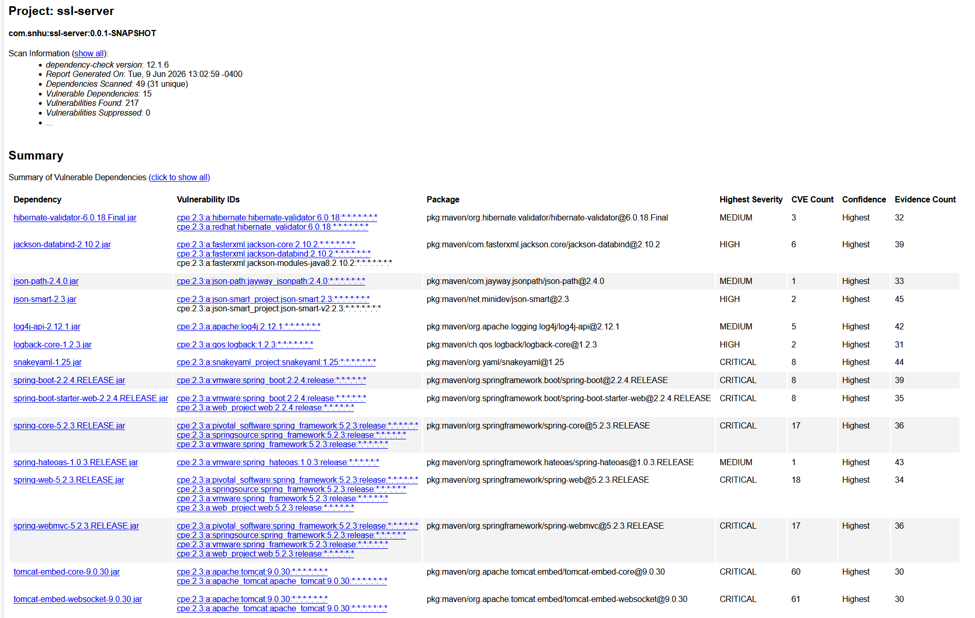 Project: ssl-server
com.snhu:ssl-server:0.0.1-SNAPSHOT
Scan Information (show all):
• dependency-check version: 12.1.6
• Report Generated On: Tue, 9 Jun 2026 13:02:59 -0400
• Dependencies Scanned: 49 (31 unique)
• Vulnerable Dependencies: 15
• Vulnerabilities Found: 217
• Vulnerabilities Suppressed: 0
• ...
Summary
Summary of Vulnerable Dependencies (click to show all)
Dependency Vulnerability IDs Package Highest Severity CVE Count Confidence Evidence Count
hibernate-validator-6.0.18.Final.jar cpe:2.3:a:hibernate:hibernate-validator:6.0.18:*:*:*:*:*:*:* pkg:maven/org.hibernate.validator/hibernate-validator@6.0.18.Final MEDIUM 3 Highest 32
cpe:2.3:a:redhat:hibernate_validator:6.0.18:*:*:*:*:*:*:*
jackson-databind-2.10.2.jar cpe:2.3:a:fasterxml:jackson-core:2.10.2:*:*:*:*:*:*:* pkg:maven/com.fasterxml.jackson.core/jackson-databind@2.10.2 HIGH 6 Highest 39
cpe:2.3:a:fasterxml:jackson-databind:2.10.2:*:*:*:*:*:*:*
cpe:2.3:a:fasterxml:jackson-modules-java8:2.10.2:*:*:*:*:*:*:*
json-path-2.4.0.jar cpe:2.3:a:json-path:jayway_jsonpath:2.4.0:*:*:*:*:*:*:* pkg:maven/com.jayway.jsonpath/json-path@2.4.0 MEDIUM 1 Highest 33
json-smart-2.3.jar cpe:2.3:a:json-smart_project:json-smart:2.3:*:*:*:*:*:*:* pkg:maven/net.minidev/json-smart@2.3 HIGH 2 Highest 45
cpe:2.3:a:json-smart_project:json-smart-v2:2.3:*:*:*:*:*:*:*
log4j-api-2.12.1.jar cpe:2.3:a:apache:log4j:2.12.1:*:*:*:*:*:*:* pkg:maven/org.apache.logging.log4j/log4j-api@2.12.1 MEDIUM 5 Highest 42
logback-core-1.2.3.jar cpe:2.3:a:qos:logback:1.2.3:*:*:*:*:*:*:* pkg:maven/ch.qos.logback/logback-core@1.2.3 HIGH 2 Highest 31
snakeyaml-1.25.jar cpe:2.3:a:snakeyaml_project:snakeyaml:1.25:*:*:*:*:*:*:* pkg:maven/org.yaml/snakeyaml@1.25 CRITICAL 8 Highest 44
spring-boot-2.2.4.RELEASE.jar cpe:2.3:a:vmware:spring_boot:2.2.4:release:*:*:*:*:*:* pkg:maven/org.springframework.boot/spring-boot@2.2.4.RELEASE CRITICAL 8 Highest 39
spring-boot-starter-web-2.2.4.RELEASE.jar cpe:2.3:a:vmware:spring_boot:2.2.4:release:*:*:*:*:*:* pkg:maven/org.springframework.boot/spring-boot-starter-web@2.2.4.RELEASE CRITICAL 8 Highest 35
cpe:2.3:a:web_project:web:2.2.4:release:*:*:*:*:*:*
spring-core-5.2.3.RELEASE.jar cpe:2.3:a:pivotal_software:spring_framework:5.2.3:release:*:*:*:*:*:* pkg:maven/org.springframework/spring-core@5.2.3.RELEASE CRITICAL 17 Highest 36
cpe:2.3:a:springsource:spring_framework:5.2.3:release:*:*:*:*:*:*
cpe:2.3:a:vmware:spring_framework:5.2.3:release:*:*:*:*:*:*
spring-hateoas-1.0.3.RELEASE.jar cpe:2.3:a:vmware:spring_hateoas:1.0.3:release:*:*:*:*:*:* pkg:maven/org.springframework.hateoas/spring-hateoas@1.0.3.RELEASE MEDIUM 1 Highest 43
spring-web-5.2.3.RELEASE.jar cpe:2.3:a:pivotal_software:spring_framework:5.2.3:release:*:*:*:*:*:* pkg:maven/org.springframework/spring-web@5.2.3.RELEASE CRITICAL 18 Highest 34
cpe:2.3:a:springsource:spring_framework:5.2.3:release:*:*:*:*:*:*
cpe:2.3:a:vmware:spring_framework:5.2.3:release:*:*:*:*:*:*
cpe:2.3:a:web_project:web:5.2.3:release:*:*:*:*:*:*
spring-webmvc-5.2.3.RELEASE.jar cpe:2.3:a:pivotal_software:spring_framework:5.2.3:release:*:*:*:*:*:* pkg:maven/org.springframework/spring-webmvc@5.2.3.RELEASE CRITICAL 17 Highest 36
cpe:2.3:a:springsource:spring_framework:5.2.3:release:*:*:*:*:*:*
cpe:2.3:a:vmware:spring_framework:5.2.3:release:*:*:*:*:*:*
cpe:2.3:a:web_project:web:5.2.3:release:*:*:*:*:*:*
tomcat-embed-core-9.0.30.jar cpe:2.3:a:apache:tomcat:9.0.30:*:*:*:*:*:*:* pkg:maven/org.apache.tomcat.embed/tomcat-embed-core@9.0.30 CRITICAL 60 Highest 30
cpe:2.3:a:apache_tomcat:apache_tomcat:9.0.30:*:*:*:*:*:*:*
tomcat-embed-websocket-9.0.30.jar cpe:2.3:a:apache:tomcat:9.0.30:*:*:*:*:*:*:* pkg:maven/org.apache.tomcat.embed/tomcat-embed-websocket@9.0.30 CRITICAL 61 Highest 30
cpe:2.3:a:apache_tomcat:apache_tomcat:9.0.30:*:*:*:*:*:*:*